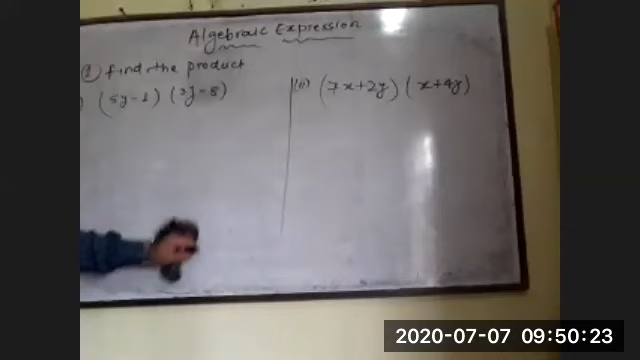 Algebraic Expression
① find the product
(5y-1) (3y-8)
(ii) (7x+2y) (x+4y)
2020-07-07 09:50:23